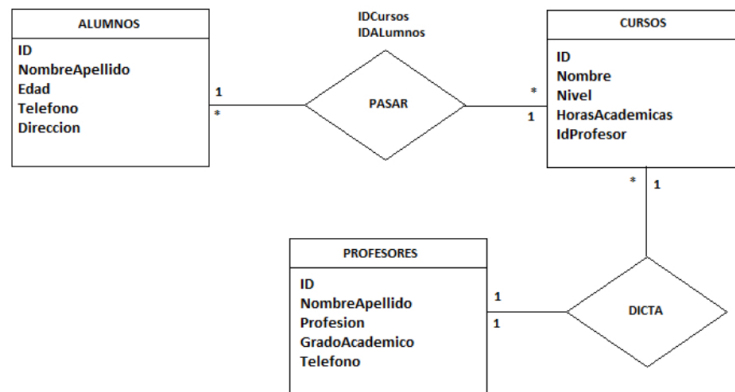 ALUMNOS
ID
NombreApellido
Edad
Telefono
Direccion
1
*
IDCursos
IDALumnos
PASAR
*
1
CURSOS
ID
Nombre
Nivel
HorasAcademicas
IdProfesor
* 1
PROFESORES
ID
NombreApellido
Profesion
GradoAcademico
Telefono
1
1
DICTA